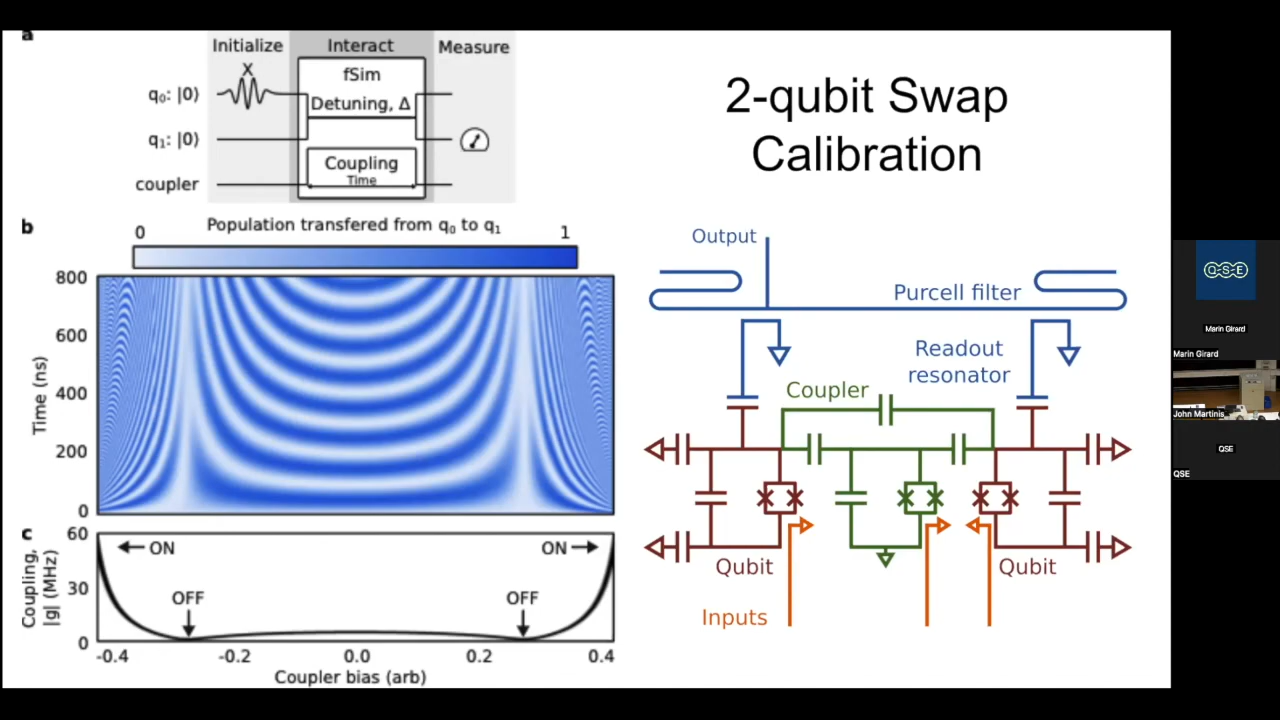 a
Initialize
Interact
Measure
X
fSim
q₀: |0⟩
Detuning, Δ
q₁: |0⟩
Coupling
Time
coupler
b
Population transfered from q₀ to q₁
0
1
800
600
400
200
0
Time (ns)
c
60
30
0
Coupling,
|g| (MHz)
ON
ON
OFF
OFF
-0.4
-0.2
0.0
0.2
0.4
Coupler bias (arb)
2-qubit Swap
Calibration
Output
Purcell filter
Readout
resonator
Coupler
Qubit
Qubit
Inputs
QSE
Marin Girard
Marin Girard
John Martinis
QSE
QSE